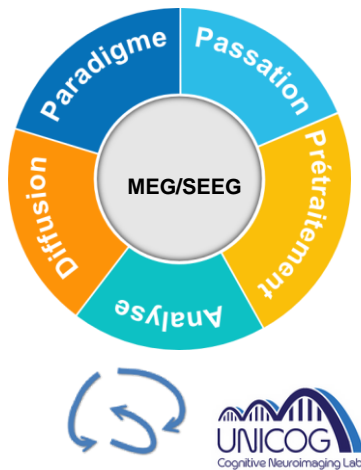 Paradigme
Passation
Prétraitement
Analyse
Diffusion
MEG/SEEG
UNICOG
Cognitive Neuroimaging Lab